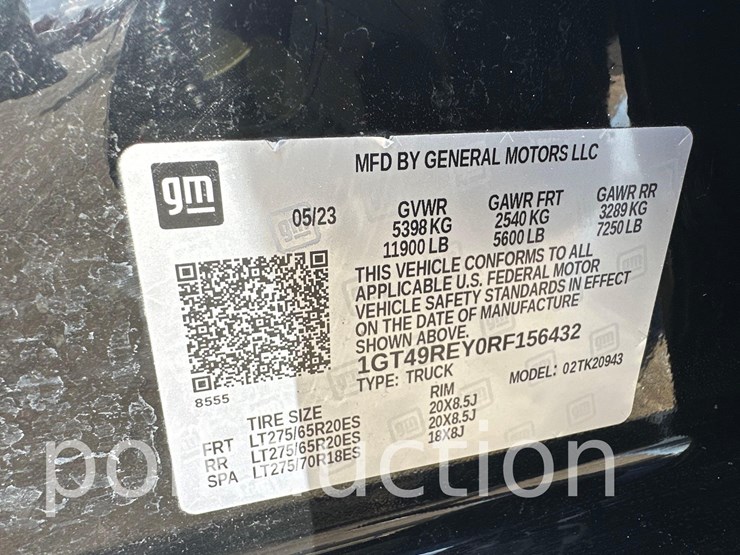 MFD BY GENERAL MOTORS LLC
gm
05/23 GVWR GAWR FRT GAWR RR
5398 KG 2540 KG 3289 KG
11900 LB 5600 LB 7250 LB
THIS VEHICLE CONFORMS TO ALL
APPLICABLE U.S. FEDERAL MOTOR
VEHICLE SAFETY STANDARDS IN EFFECT
ON THE DATE OF MANUFACTURE
SHOWN ABOVE.
1GT49REY0RF156432
TYPE: TRUCK MODEL: 02TK20943
8555
TIRE SIZE RIM
FRT LT275/65R20ES 20X8.5J
RR LT275/65R20ES 20X8.5J
SPA LT275/70R18ES 18X8J